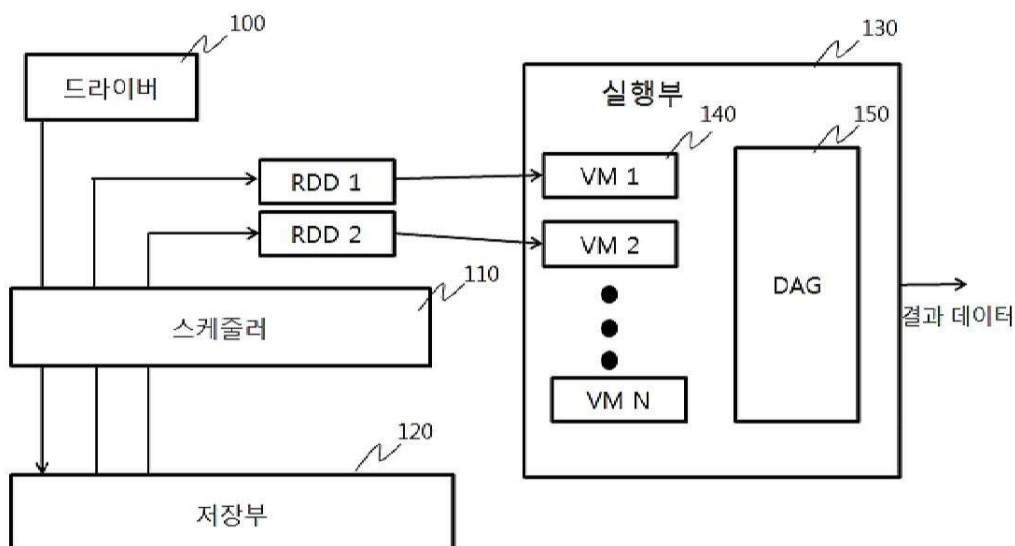 100
드라이버
130
실행부
140
150
RDD 1
VM 1
RDD 2
VM 2
DAG
110
스케줄러
결과 데이터
VM N
120
저장부